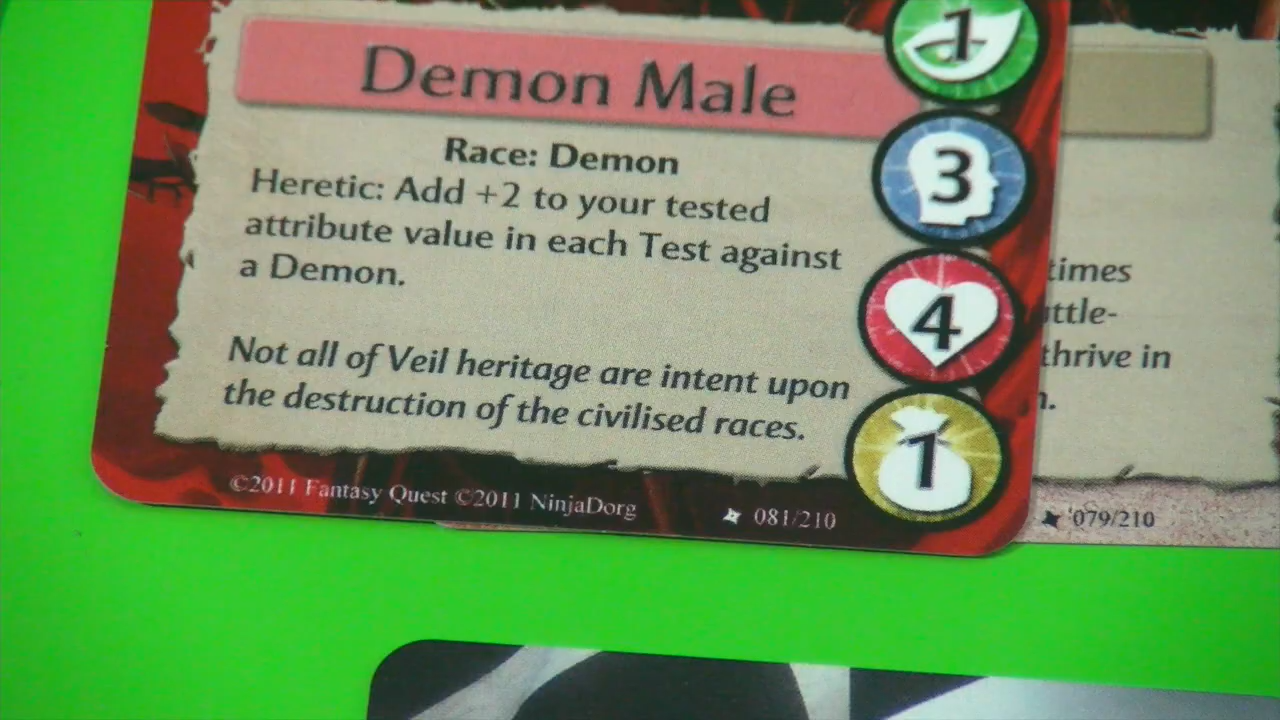 Demon Male
Race: Demon
Heretic: Add +2 to your tested
attribute value in each Test against
a Demon.
Not all of Veil heritage are intent upon
the destruction of the civilised races.
©2011 Fantasy Quest ©2011 NinjaDorg
081/210
1
3
4
1
times
thrive in
079/210